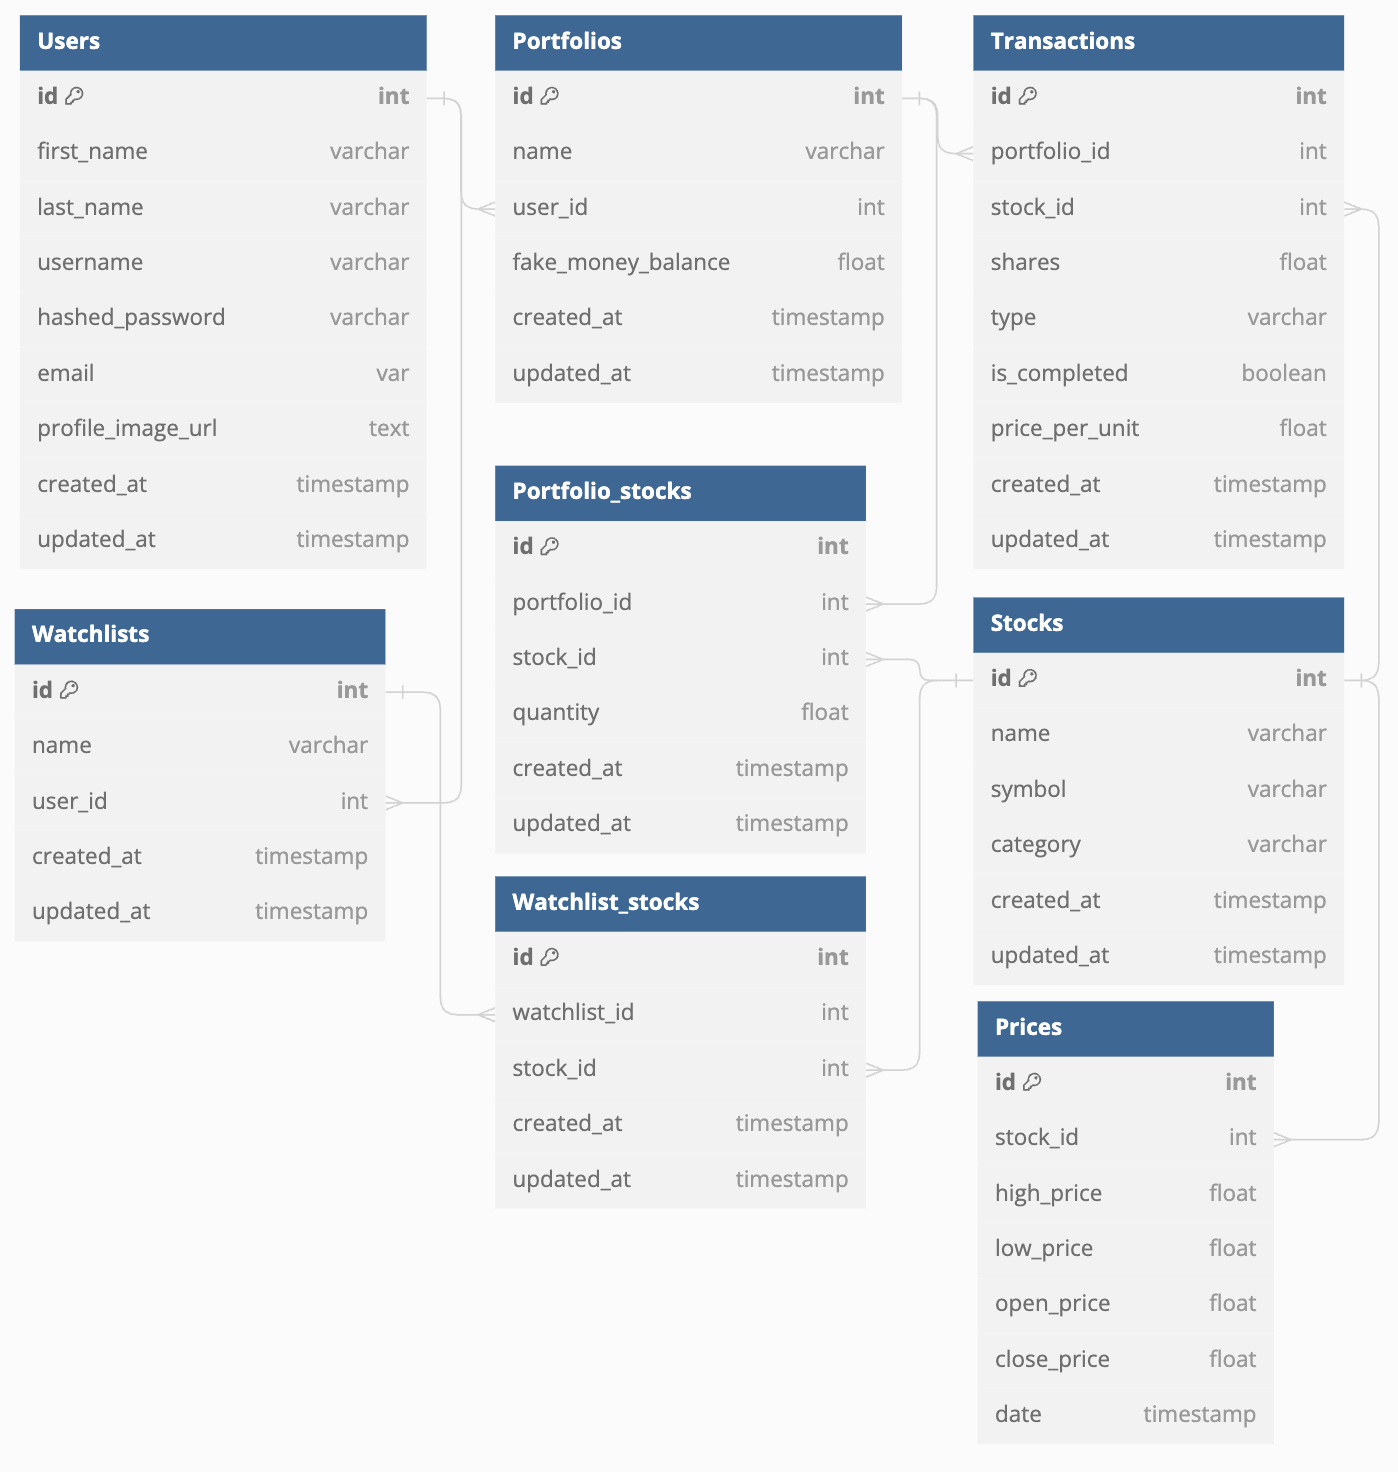 Users
id int
first_name varchar
last_name varchar
username varchar
hashed_password varchar
email var
profile_image_url text
created_at timestamp
updated_at timestamp
Portfolios
id int
name varchar
user_id int
fake_money_balance float
created_at timestamp
updated_at timestamp
Transactions
id int
portfolio_id int
stock_id int
shares float
type varchar
is_completed boolean
price_per_unit float
created_at timestamp
updated_at timestamp
Portfolio_stocks
id int
portfolio_id int
stock_id int
quantity float
created_at timestamp
updated_at timestamp
Stocks
id int
name varchar
symbol varchar
category varchar
created_at timestamp
updated_at timestamp
Watchlists
id int
name varchar
user_id int
created_at timestamp
updated_at timestamp
Watchlist_stocks
id int
watchlist_id int
stock_id int
created_at timestamp
updated_at timestamp
Prices
id int
stock_id int
high_price float
low_price float
open_price float
close_price float
date timestamp